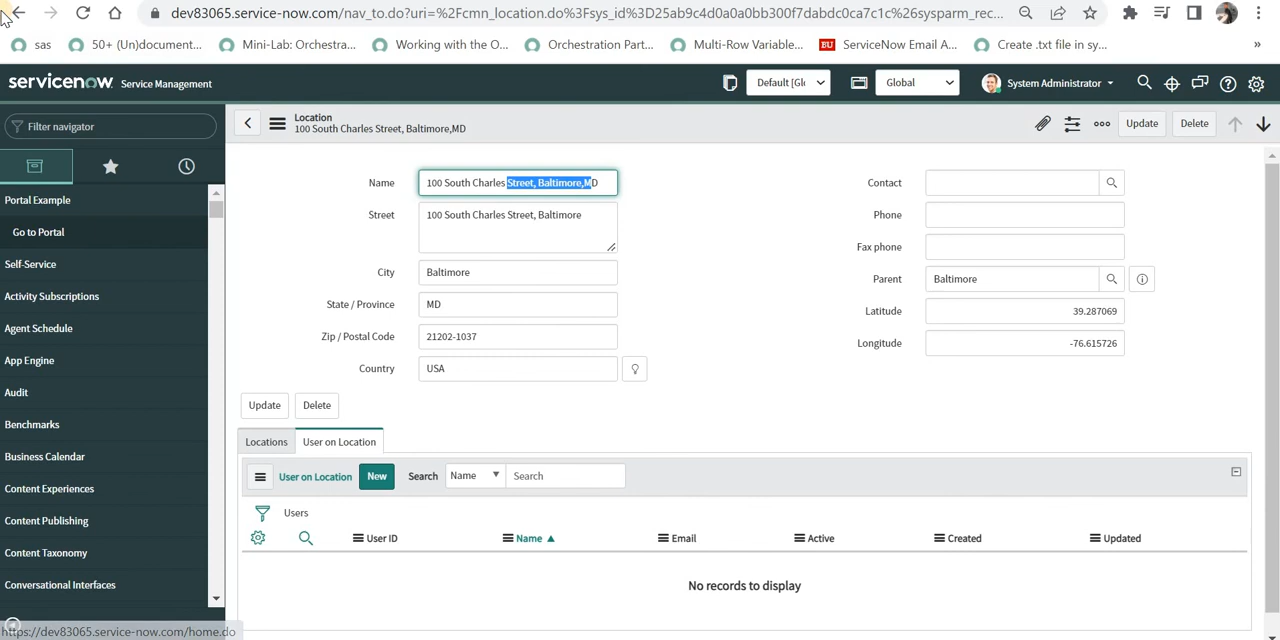 dev83065.service-now.com/nav_to.do?uri=%2Fcmn_location.do%3Fsys_id%3D25ab9c4d0a0a0bb300f7dabdc0ca7c1c%26sysparm_rec...
sas
50+ (Un)document...
Mini-Lab: Orchestra...
Working with the O...
Orchestration Part...
Multi-Row Variable...
BU ServiceNow Email A...
Create .txt file in sy...
»
servicenow Service Management
Default [Glo
Global
System Administrator
Filter navigator
Location
100 South Charles Street, Baltimore,MD
Update
Delete
Portal Example
Go to Portal
Self-Service
Activity Subscriptions
Agent Schedule
App Engine
Audit
Benchmarks
Business Calendar
Content Experiences
Content Publishing
Content Taxonomy
Conversational Interfaces
Name 100 South Charles Street, Baltimore,MD
Street 100 South Charles Street, Baltimore
City Baltimore
State / Province MD
Zip / Postal Code 21202-1037
Country USA
Contact
Phone
Fax phone
Parent Baltimore
Latitude 39.287069
Longitude -76.615726
Update Delete
Locations User on Location
User on Location New Search Name Search
Users
User ID Name Email Active Created Updated
No records to display
https://dev83065.service-now.com/home.do